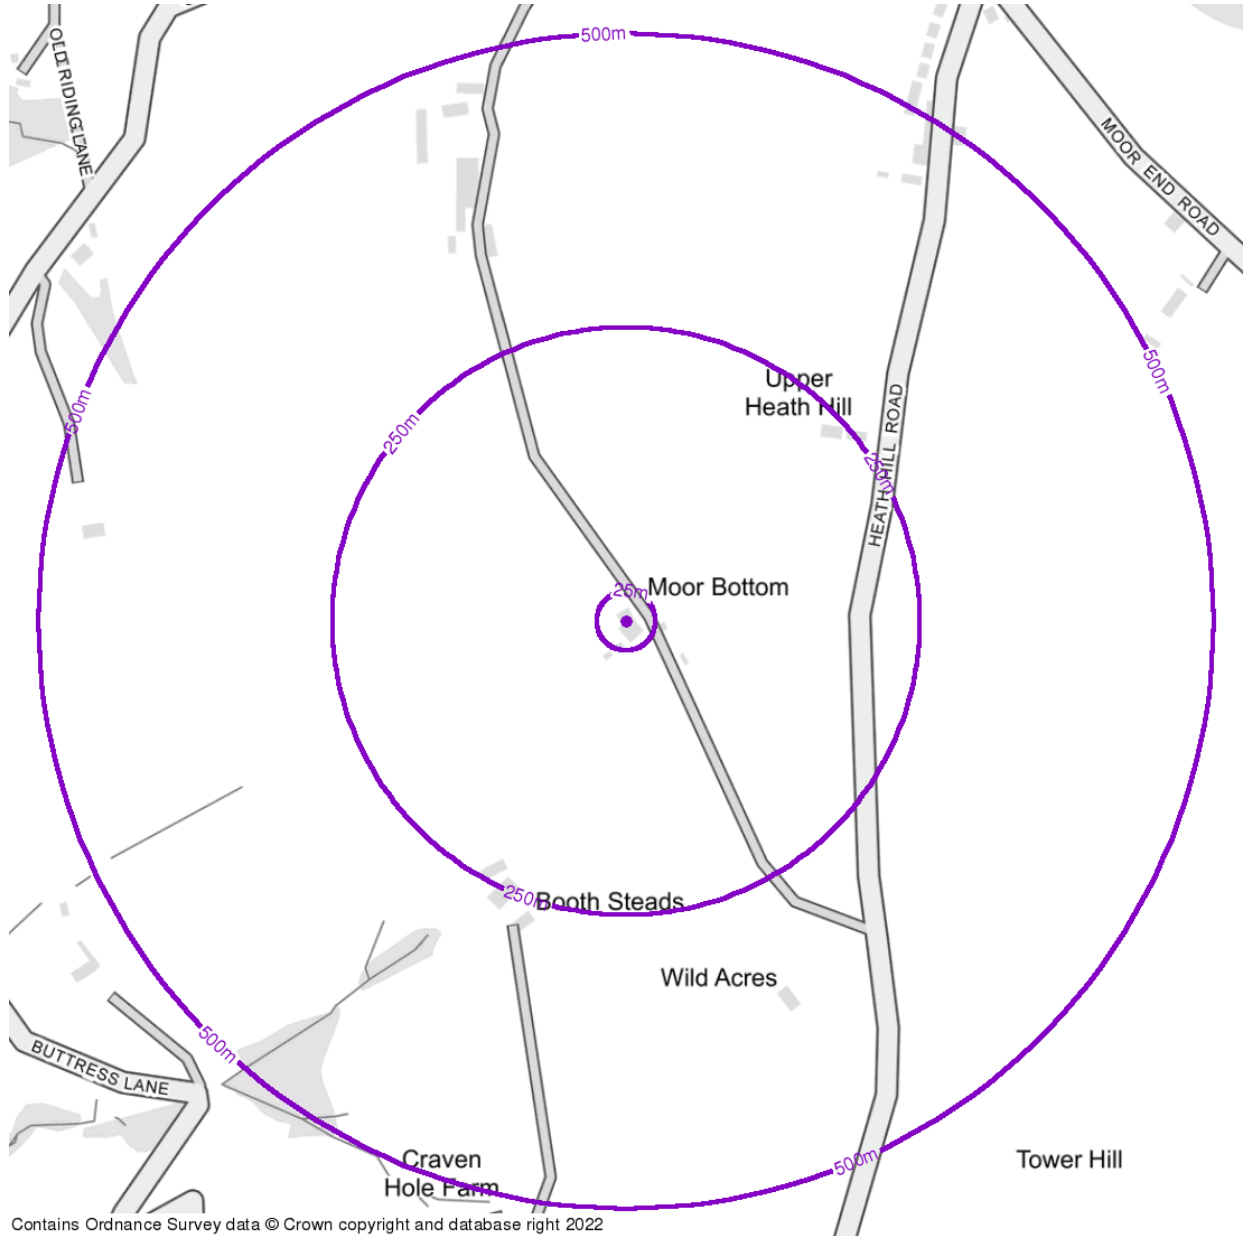 500m
OLD RIDING LANE
MOOR END ROAD
500m
Upper
Heath Hill
500m
250m
HEATH HILL ROAD
250m
Moor Bottom
25m
250m
Booth Steads
Wild Acres
500m
BUTTRESS LANE
Craven
Hole Farm
500m
Tower Hill
Contains Ordnance Survey data © Crown copyright and database right 2022